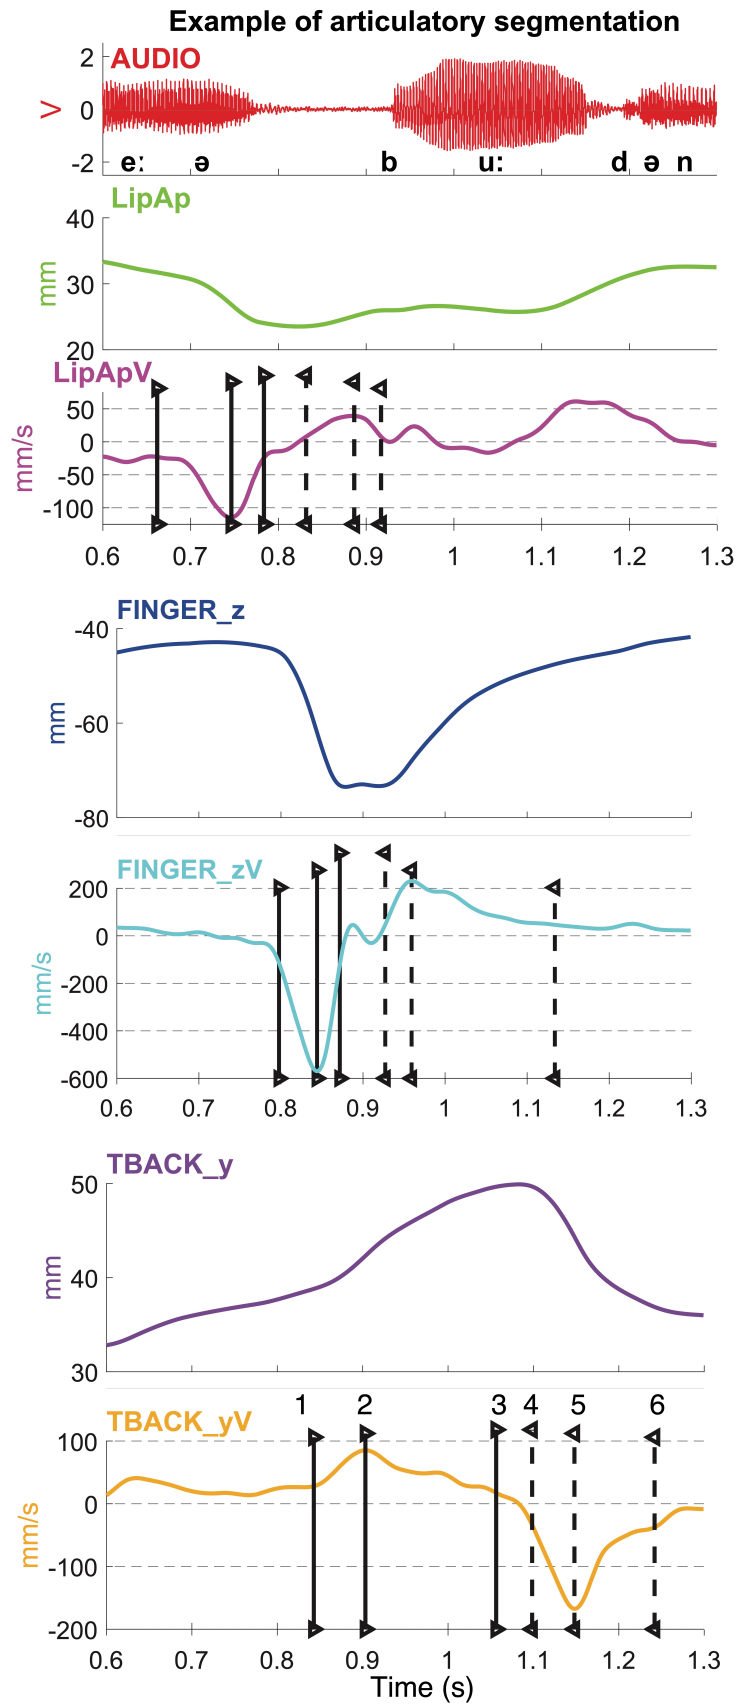 Example of articulatory segmentation
AUDIO
2
V
0
-2
eː ə b uː d ə n
LipAp
40
mm
30
20
LipApV
50
mm/s
0
-50
-100
0.6 0.7 0.8 0.9 1 1.1 1.2 1.3
FINGER_z
-40
mm
-60
-80
FINGER_zV
200
mm/s
0
-200
-400
-600
0.6 0.7 0.8 0.9 1 1.1 1.2 1.3
TBACK_y
50
mm
40
30
1 2 3 4 5 6
TBACK_yV
100
mm/s
0
-100
-200
0.6 0.7 0.8 0.9 1 1.1 1.2 1.3
Time (s)